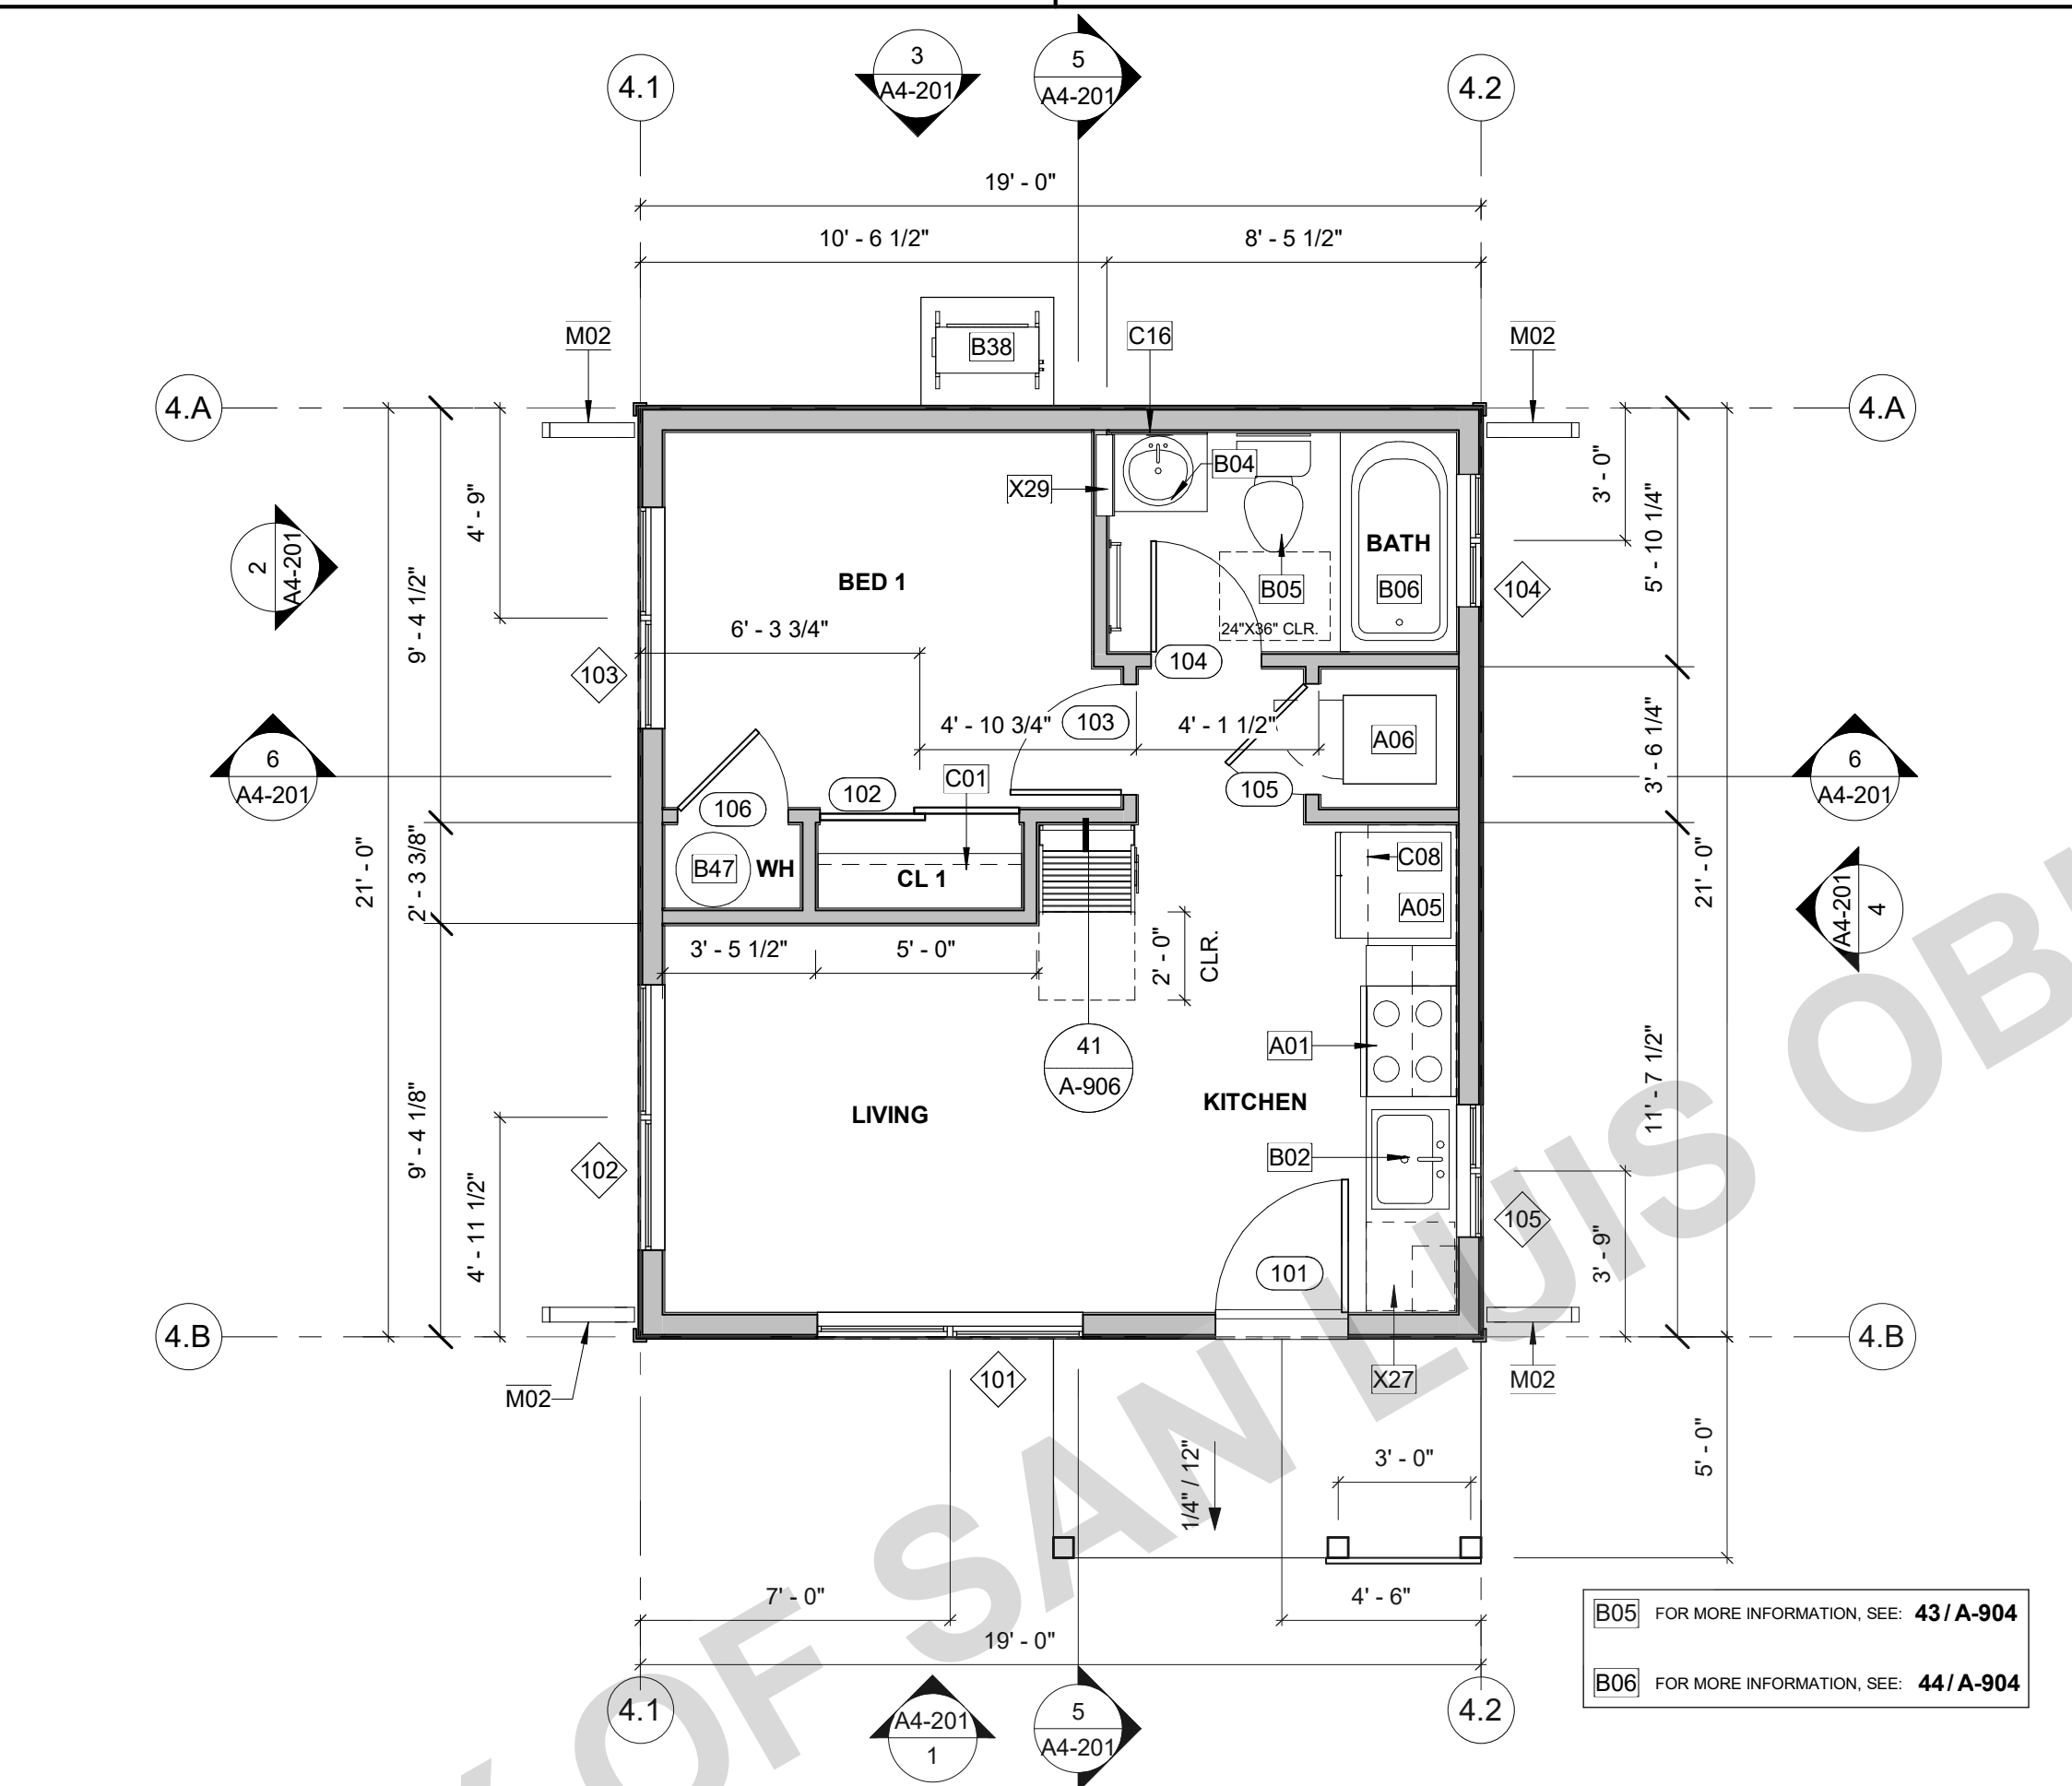 3
A4-201
5
A4-201
4.1
4.2
19' - 0"
10' - 6 1/2"
8' - 5 1/2"
M02
B38
C16
M02
4.A
4.A
B04
X29
3' - 0"
4' - 9"
2
A4-201
9' - 4 1/2"
5' - 10 1/4"
BED 1
BATH
B05
B06
104
24"X36" CLR.
6' - 3 3/4"
103
104
4' - 10 3/4"
103
4' - 1 1/2"
A06
3' - 6 1/4"
6
A4-201
6
A4-201
106
102
C01
105
21' - 0"
2' - 3 3/8"
B47
WH
CL 1
C08
A05
21' - 0"
A4-201
4
3' - 5 1/2"
5' - 0"
2' - 0"
CLR.
41
A-906
A01
11' - 7 1/2"
9' - 4 1/8"
LIVING
KITCHEN
B02
102
105
4' - 11 1/2"
101
3' - 9"
4.B
4.B
M02
101
X27
M02
1/4" / 12"
3' - 0"
5' - 0"
7' - 0"
4' - 6"
19' - 0"
B05 FOR MORE INFORMATION, SEE: 43 / A-904
B06 FOR MORE INFORMATION, SEE: 44 / A-904
4.1
A4-201
1
5
A4-201
4.2
OF SAN LUIS